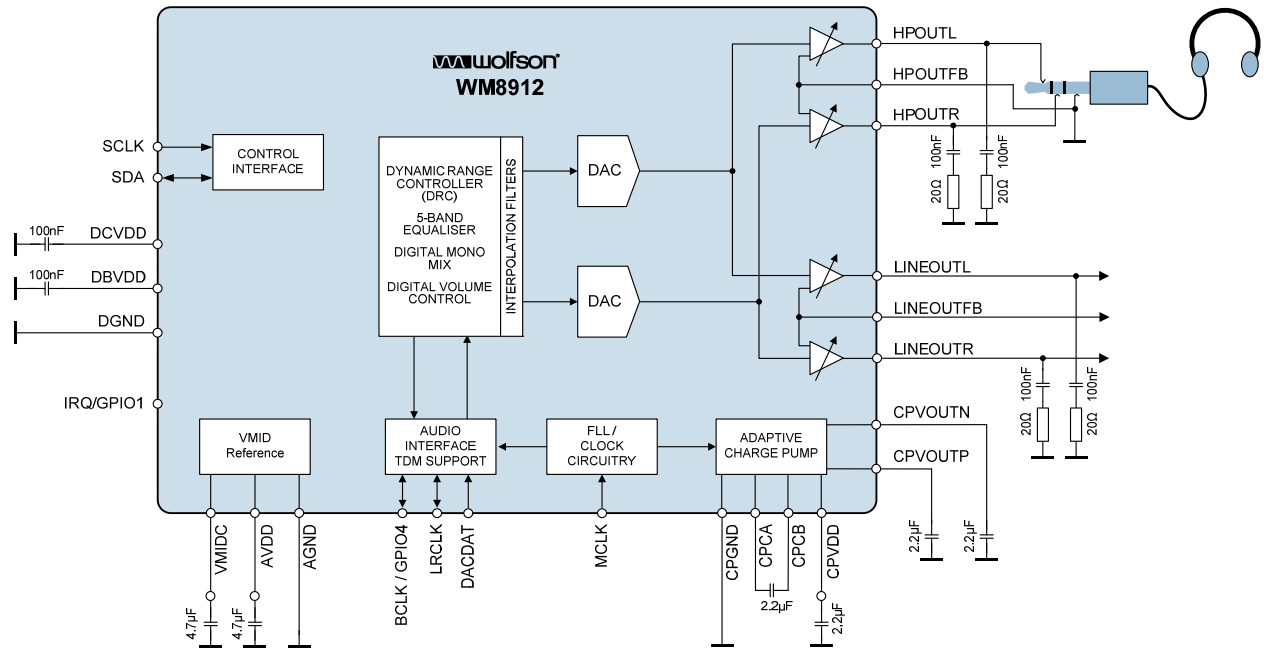 wolfson®
WM8912
SCLK
SDA
CONTROL
INTERFACE
100nF
DCVDD
100nF
DBVDD
DGND
IRQ/GPIO1
DYNAMIC RANGE
CONTROLLER
(DRC)
5-BAND
EQUALISER
DIGITAL MONO
MIX
DIGITAL VOLUME
CONTROL
INTERPOLATION FILTERS
DAC
DAC
HPOUTL
HPOUTFB
HPOUTR
100nF
100nF
20Ω
20Ω
LINEOUTL
LINEOUTFB
LINEOUTR
100nF
100nF
20Ω
20Ω
CPVOUTN
CPVOUTP
2.2µF
2.2µF
VMID
Reference
AUDIO
INTERFACE
TDM SUPPORT
FLL /
CLOCK
CIRCUITRY
ADAPTIVE
CHARGE PUMP
VMIDC
AVDD
AGND
BCLK / GPIO4
LRCLK
DACDAT
MCLK
CPGND
CPCA
CPCB
CPVDD
4.7µF
4.7µF
2.2µF
2.2µF